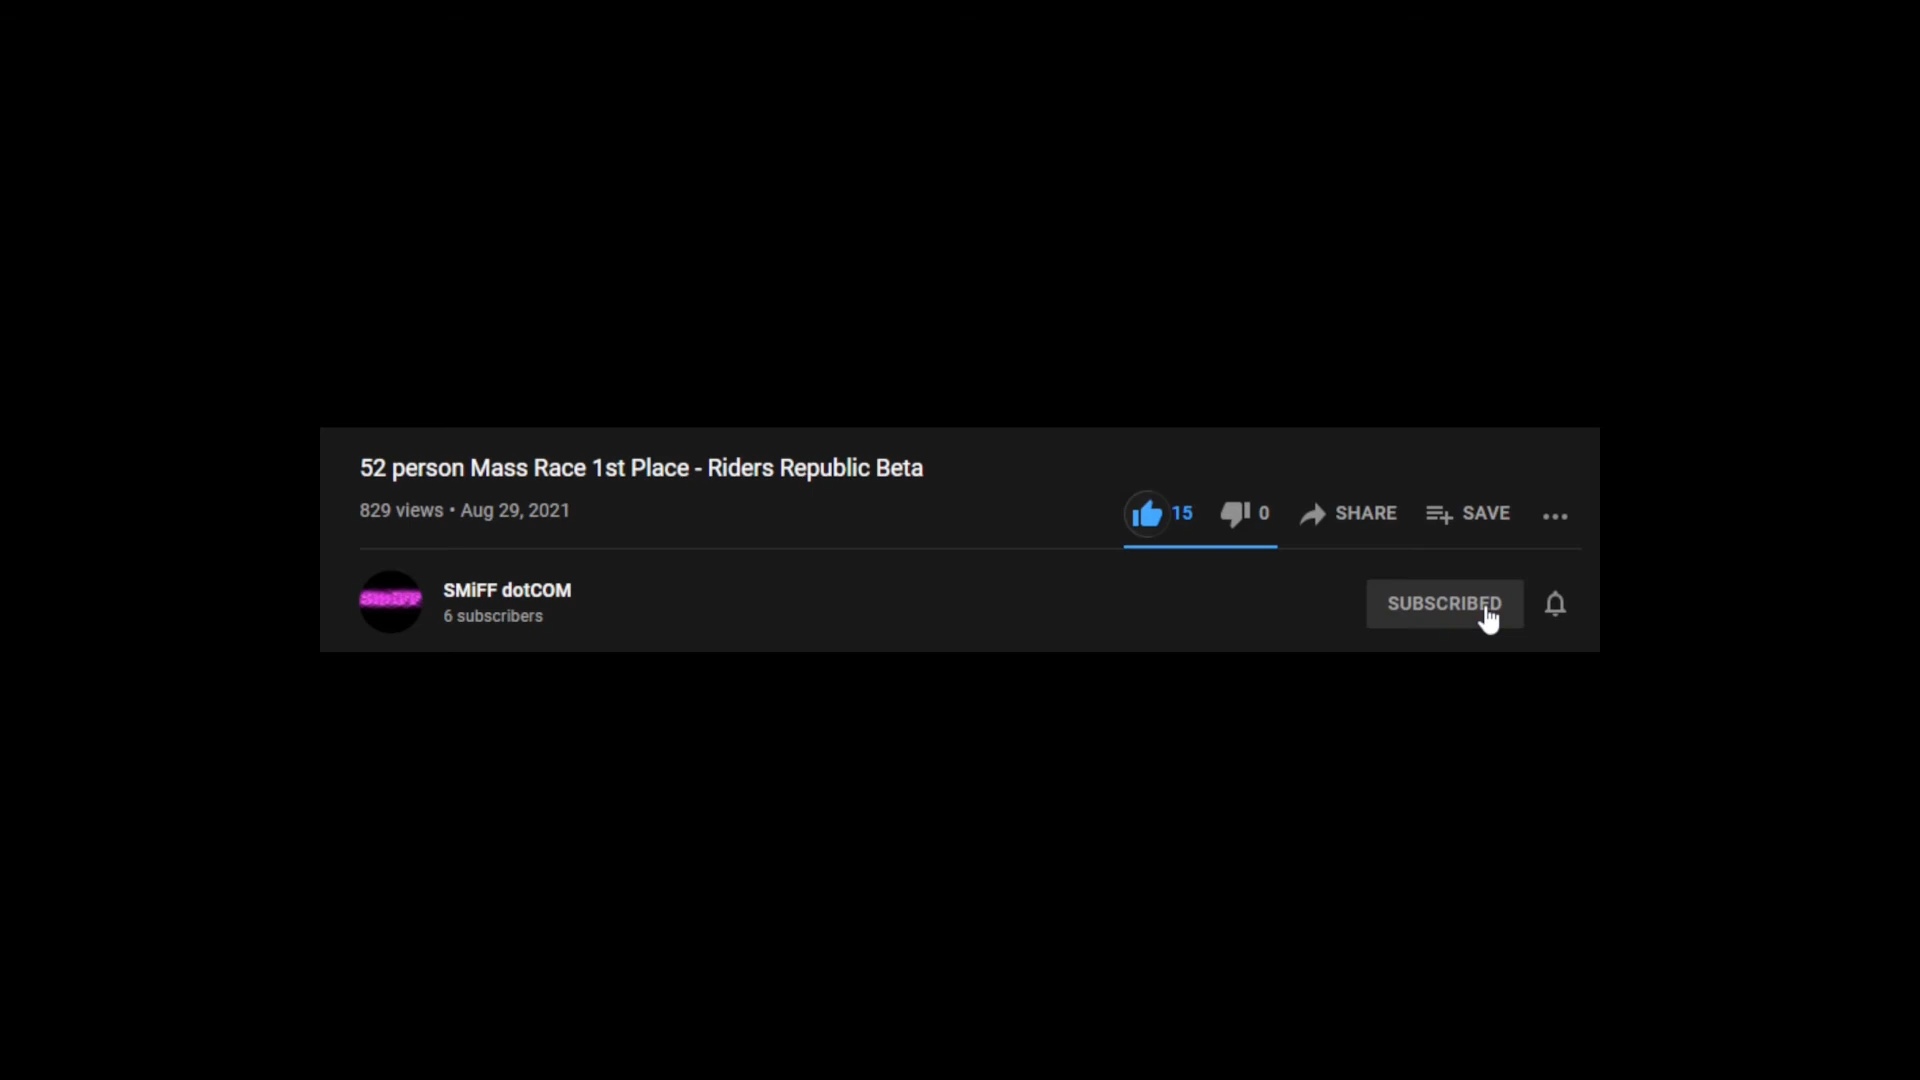 52 person Mass Race 1st Place - Riders Republic Beta
829 views • Aug 29, 2021
15 0 SHARE SAVE
SMiFF
SMiFF dotCOM
6 subscribers
SUBSCRIBED